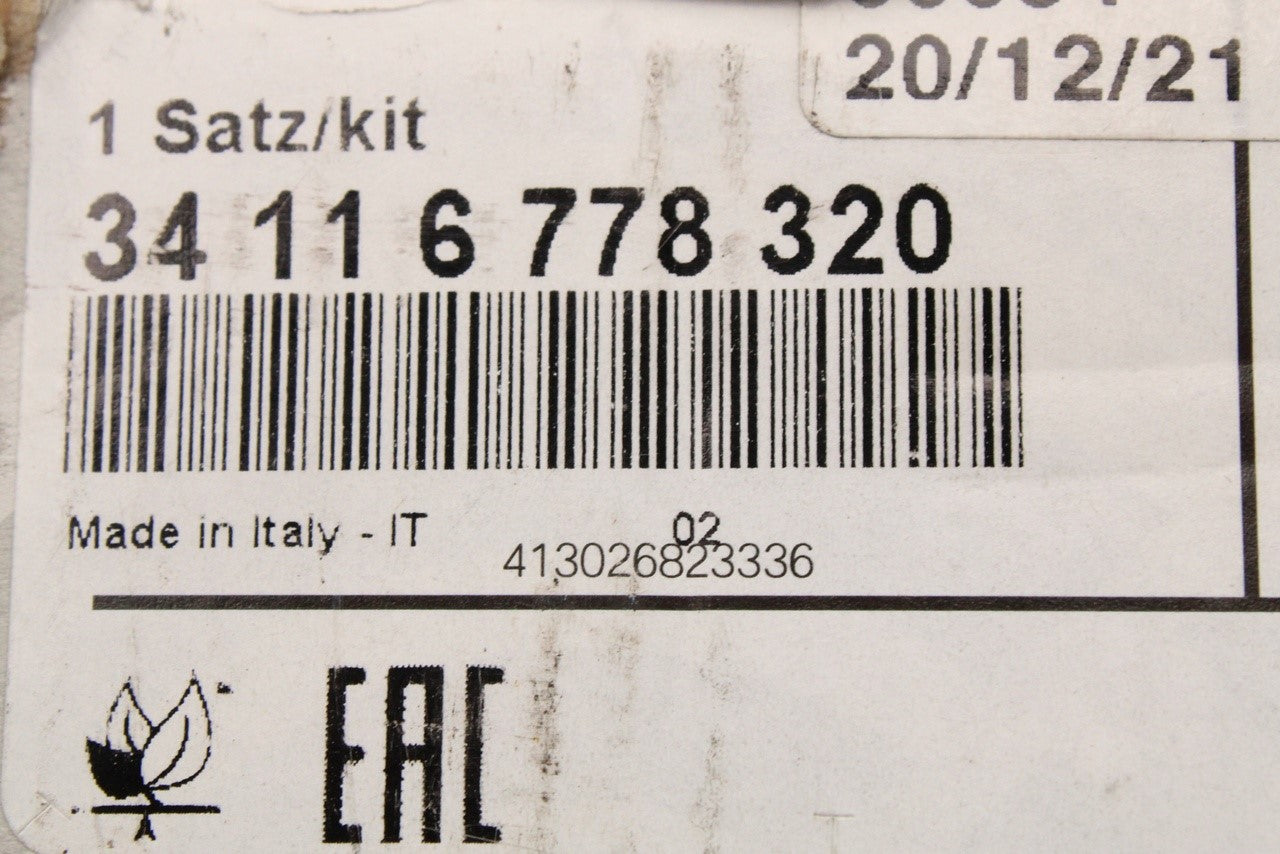 20/12/21
1 Satz/kit
34 11 6 778 320
Made in Italy - IT 02
413026823336
EAC